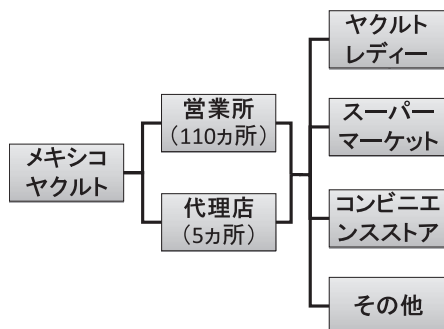 メキシコ
ヤクルト
営業所
（110カ所）
代理店
（5カ所）
ヤクルト
レディー
スーパー
マーケット
コンビニエ
ンスストア
その他